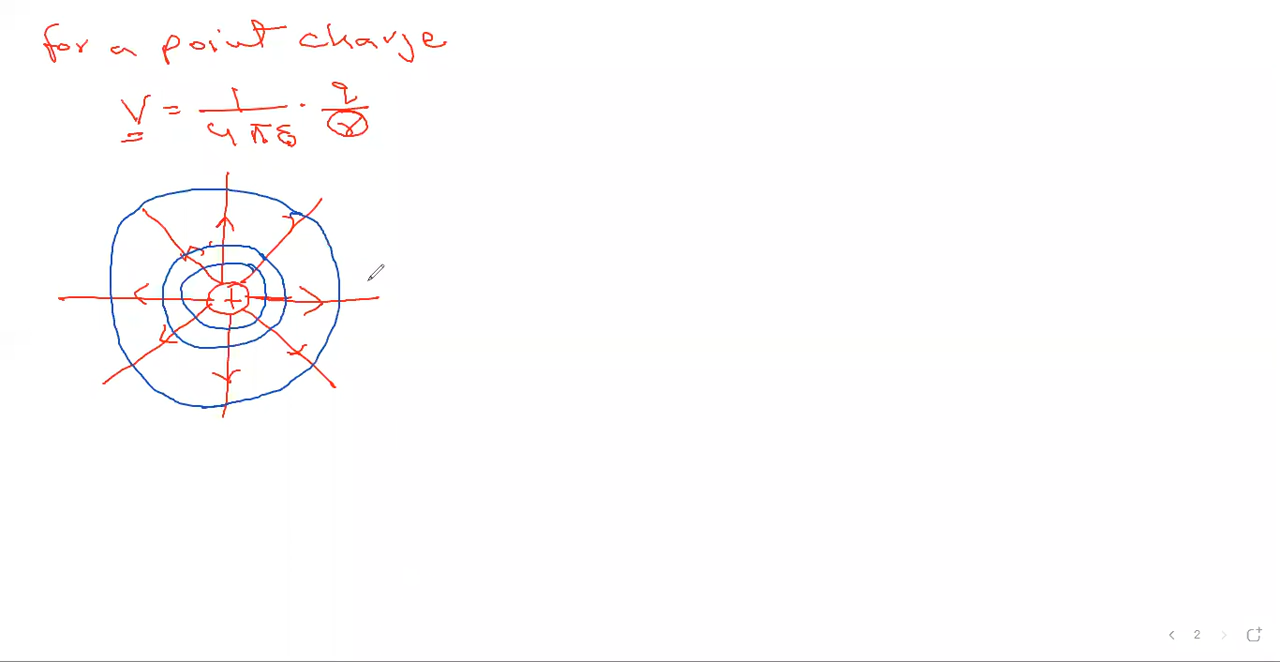 for a point charge
V = 1/4πε₀ · q/r
+
2